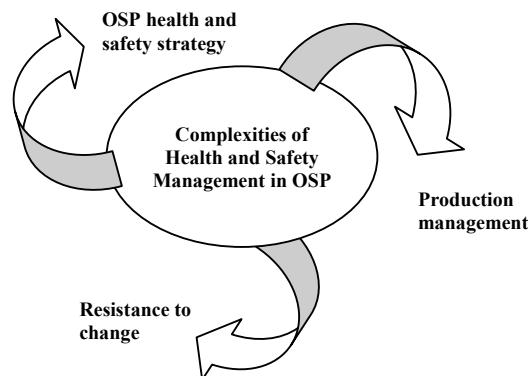 OSP health and
safety strategy
Complexities of
Health and Safety
Management in OSP
Production
management
Resistance to
change